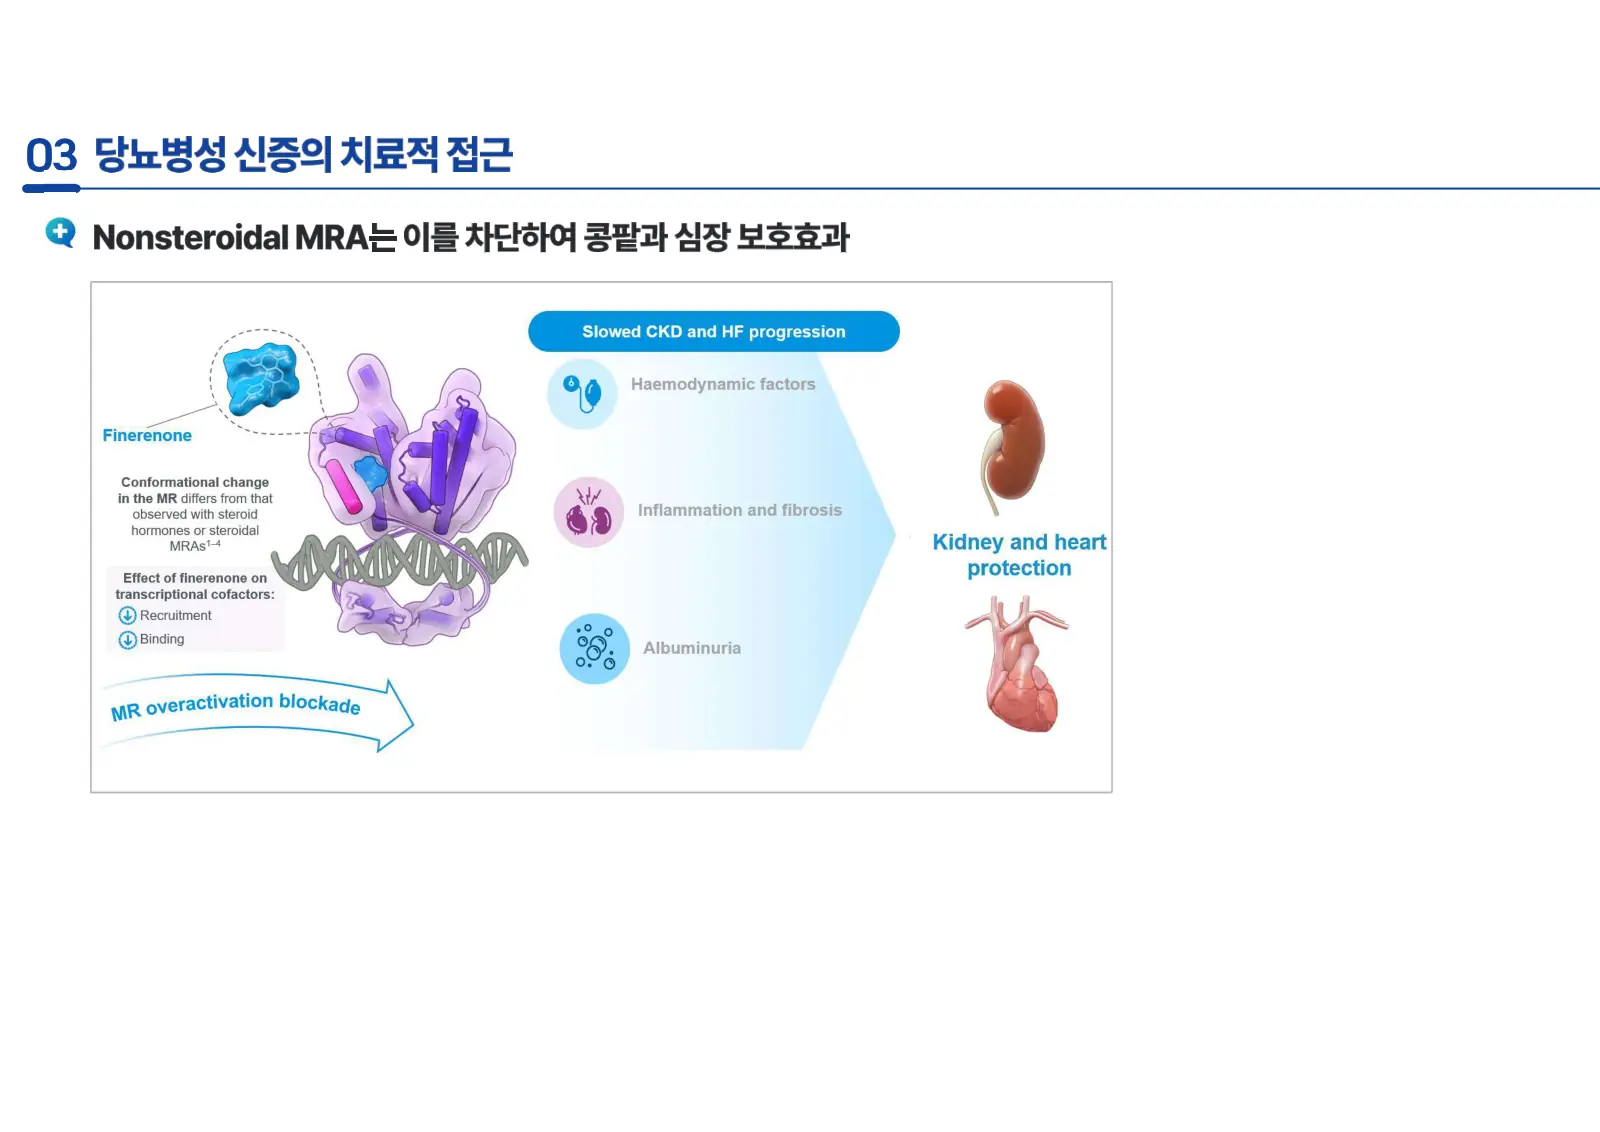 03 당뇨병성 신증의 치료적 접근
Nonsteroidal MRA는 이를 차단하여 콩팥과 심장 보호효과
Finerenone
Conformational change
in the MR differs from that
observed with steroid
hormones or steroidal
MRAs1–4
Effect of finerenone on
transcriptional cofactors:
Recruitment
Binding
MR overactivation blockade
Slowed CKD and HF progression
Haemodynamic factors
Inflammation and fibrosis
Albuminuria
Kidney and heart
protection